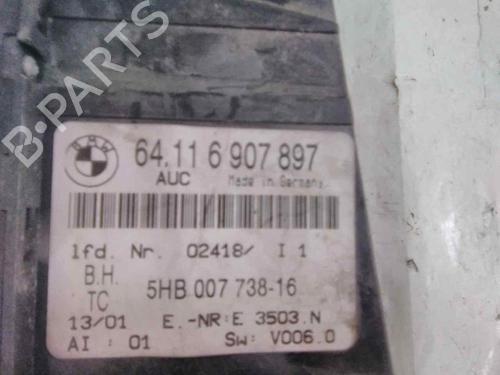 B-PARTS
BMW
64.11 6 907 897
AUC Made in Germany
lfd. Nr. 02418/ I 1
B.H.
TC 5HB 007 738-16
13/01 E.-NR:E 3503.N
AI : 01 Sw: V006.0